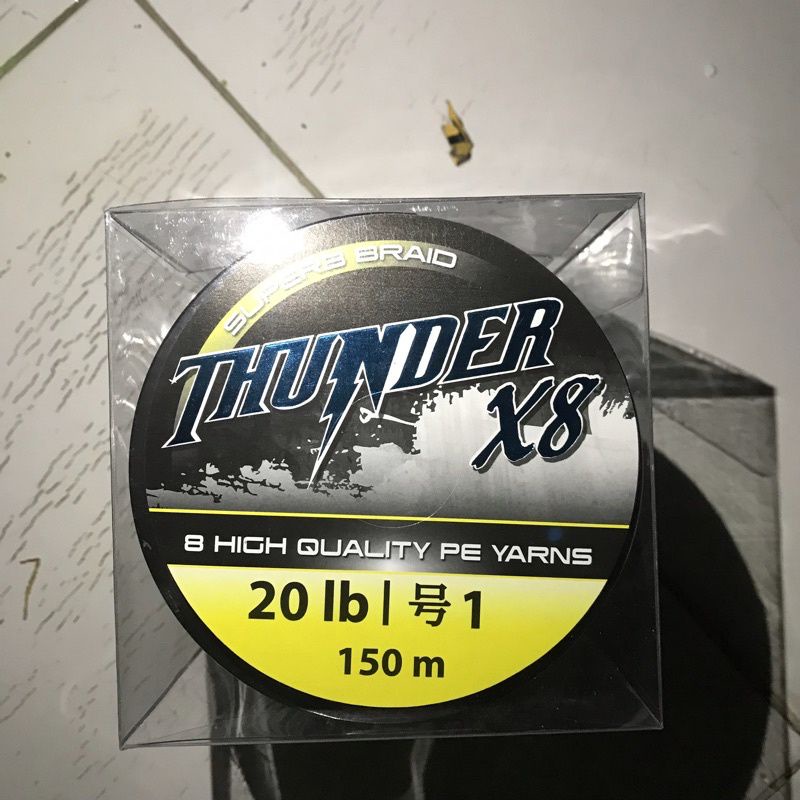 SUPERB BRAID
THUNDER
X8
8 HIGH QUALITY PE YARNS
20 lb | 号 1
150 m